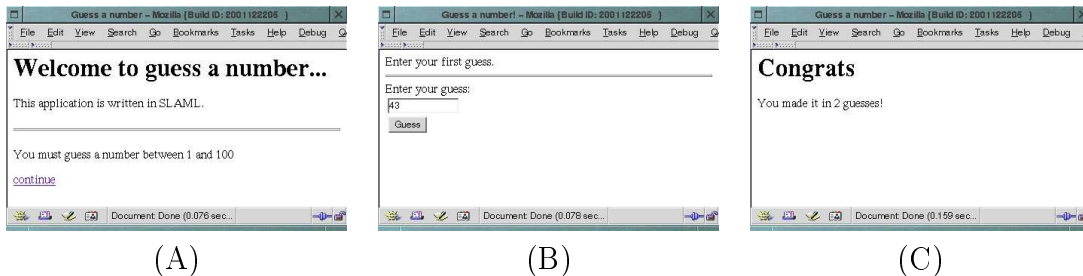 Guess a number - Mozilla {Build ID: 2001122206 }
File Edit View Search Go Bookmarks Tasks Help Debug
Welcome to guess a number...
This application is written in SLAML.
You must guess a number between 1 and 100
continue
Document: Done (0.076 sec...
(A)
Guess a number! - Mozilla {Build ID: 2001122206 }
File Edit View Search Go Bookmarks Tasks Help Debug
Enter your first guess.
Enter your guess:
43
Guess
Document: Done (0.078 sec...
(B)
Guess a number - Mozilla {Build ID: 2001122206 }
File Edit View Search Go Bookmarks Tasks Help Debug
Congrats
You made it in 2 guesses!
Document: Done (0.159 sec...
(C)